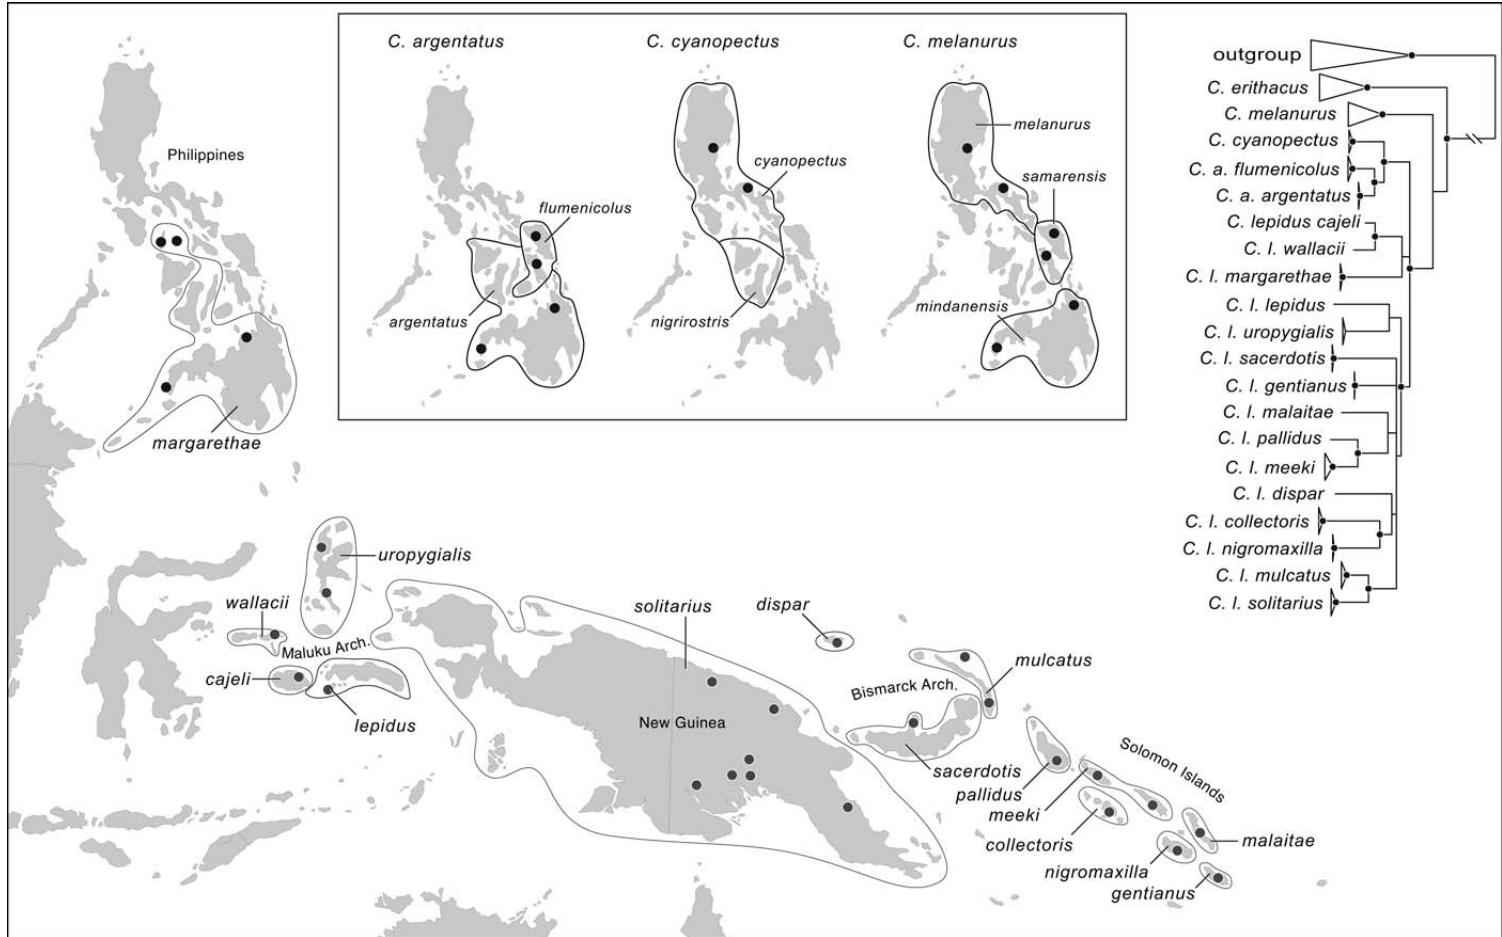 C. argentatus
C. cyanopectus
C. melanurus
flumenicolus
argentatus
cyanopectus
nigrirostris
melanurus
samarensis
mindanensis
Philippines
margarethae
uropygialis
wallacii
Maluku Arch.
cajeli
lepidus
solitarius
New Guinea
dispar
mulcatus
Bismarck Arch.
sacerdotis
pallidus
meeki
collectoris
Solomon Islands
malaitae
nigromaxilla
gentianus
outgroup
C. erithacus
C. melanurus
C. cyanopectus
C. a. flumenicolus
C. a. argentatus
C. lepidus cajeli
C. l. wallacii
C. l. margarethae
C. l. lepidus
C. l. uropygialis
C. l. sacerdotis
C. l. gentianus
C. l. malaitae
C. l. pallidus
C. l. meeki
C. l. dispar
C. l. collectoris
C. l. nigromaxilla
C. l. mulcatus
C. l. solitarius